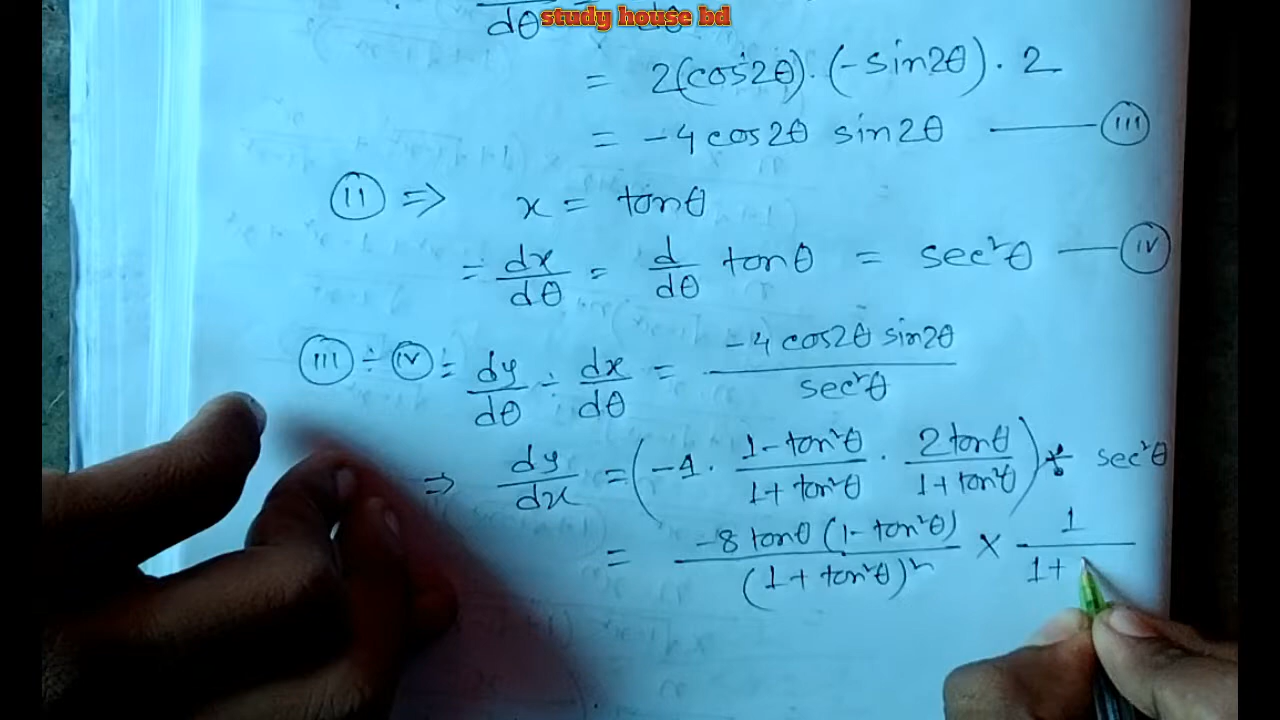 study house bd
dθ dθ
= 2(cos2θ)·(-sin2θ)·2
= -4 cos2θ sin2θ —— (III)
(II) ⇒ x = tanθ
= dx/dθ = d/dθ tanθ = sec²θ —— (IV)
(III) ÷ (IV) = dy/dθ ÷ dx/dθ = -4 cos2θ sin2θ / sec²θ
⇒ dy/dx = (-4 · 1-tan²θ/1+tan²θ · 2tanθ/1+tan²θ) ÷ sec²θ
= -8 tanθ (1-tan²θ)/(1+tan²θ)² × 1/1+